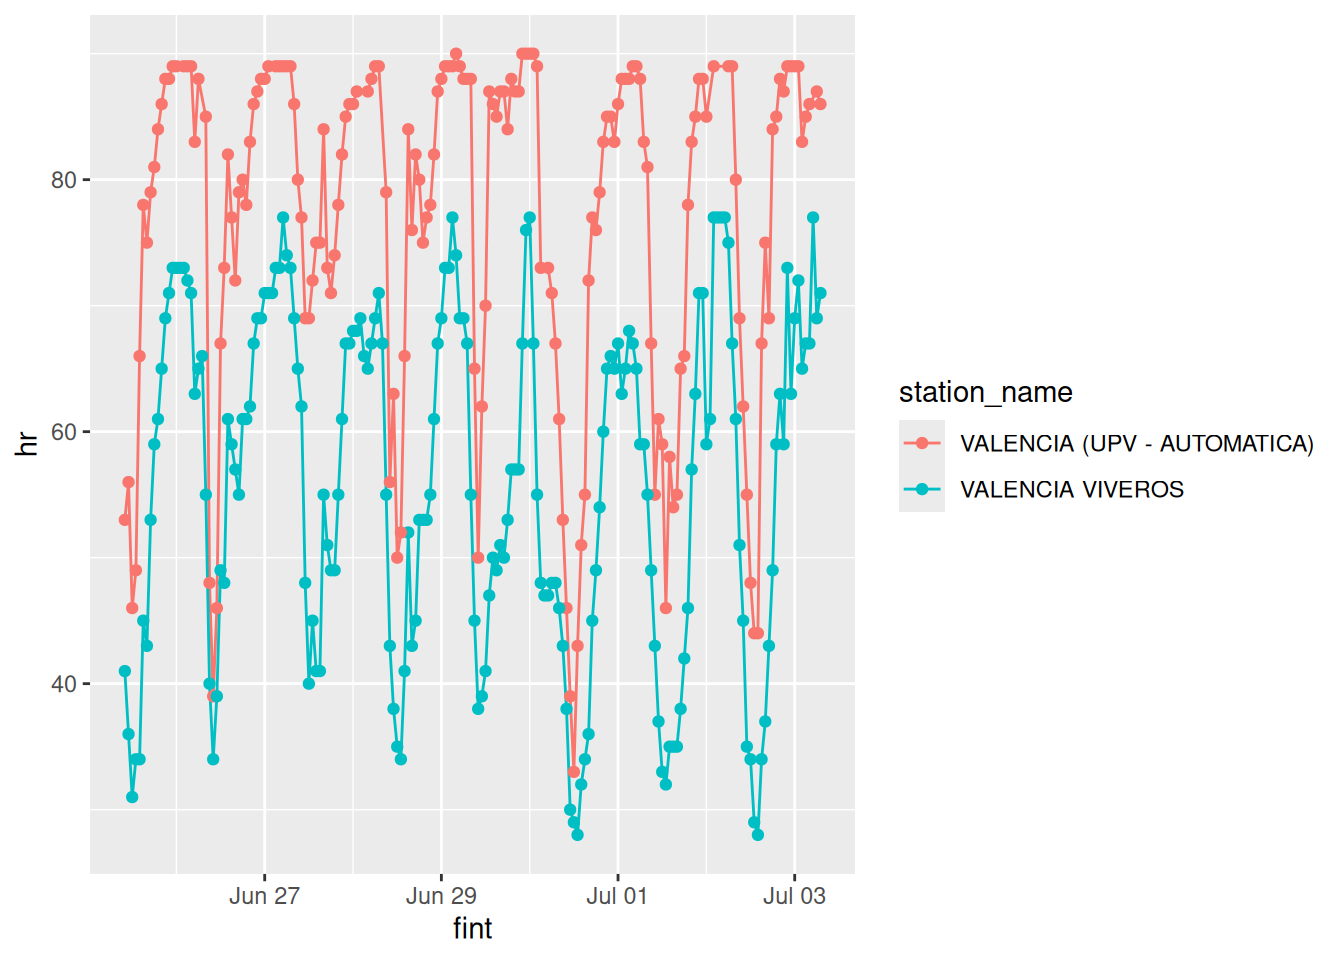 hr
80
60
40
Jun 27
Jun 29
Jul 01
Jul 03
fint
station_name
VALENCIA (UPV - AUTOMATICA)
VALENCIA VIVEROS